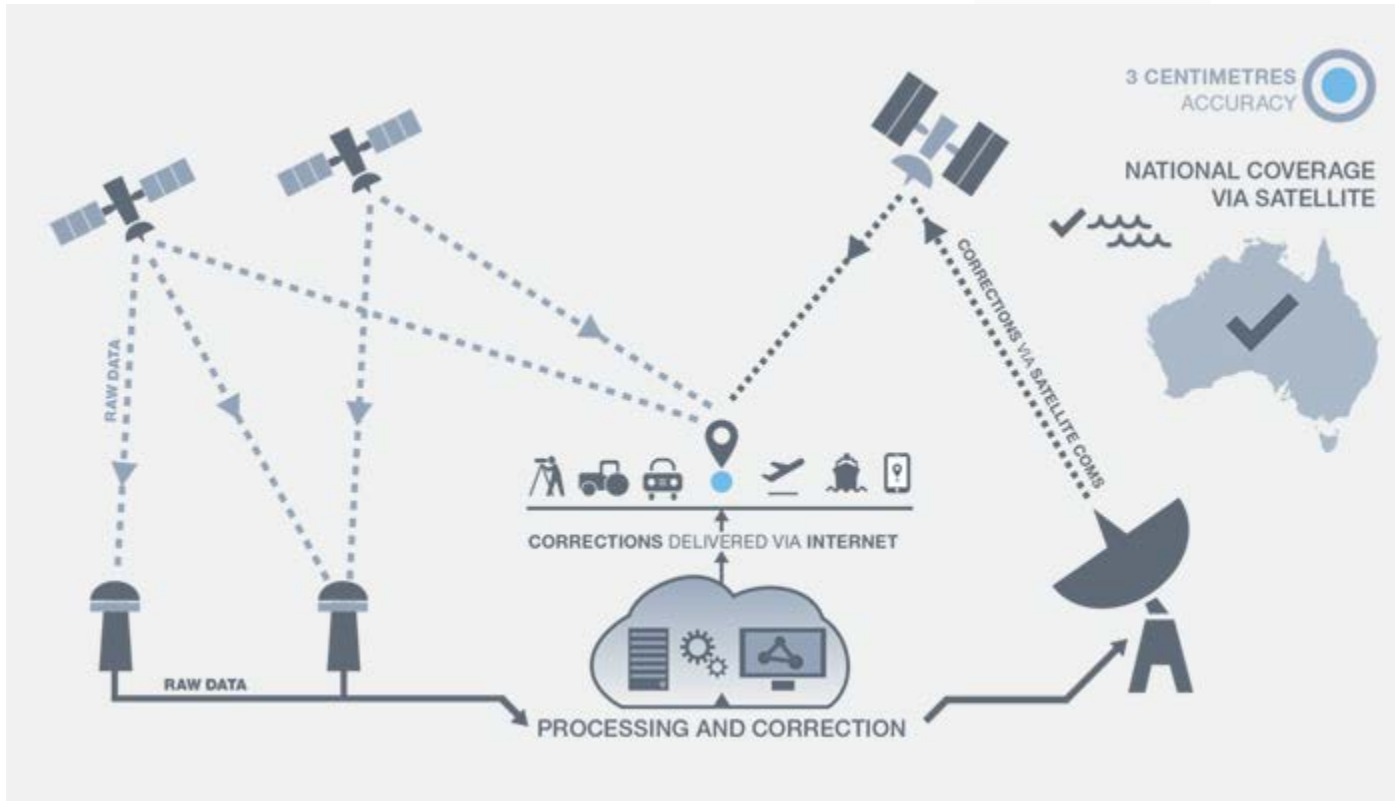 3 CENTIMETRES
ACCURACY
NATIONAL COVERAGE
VIA SATELLITE
RAW DATA
CORRECTIONS VIA SATELLITE COMS
CORRECTIONS DELIVERED VIA INTERNET
RAW DATA
PROCESSING AND CORRECTION